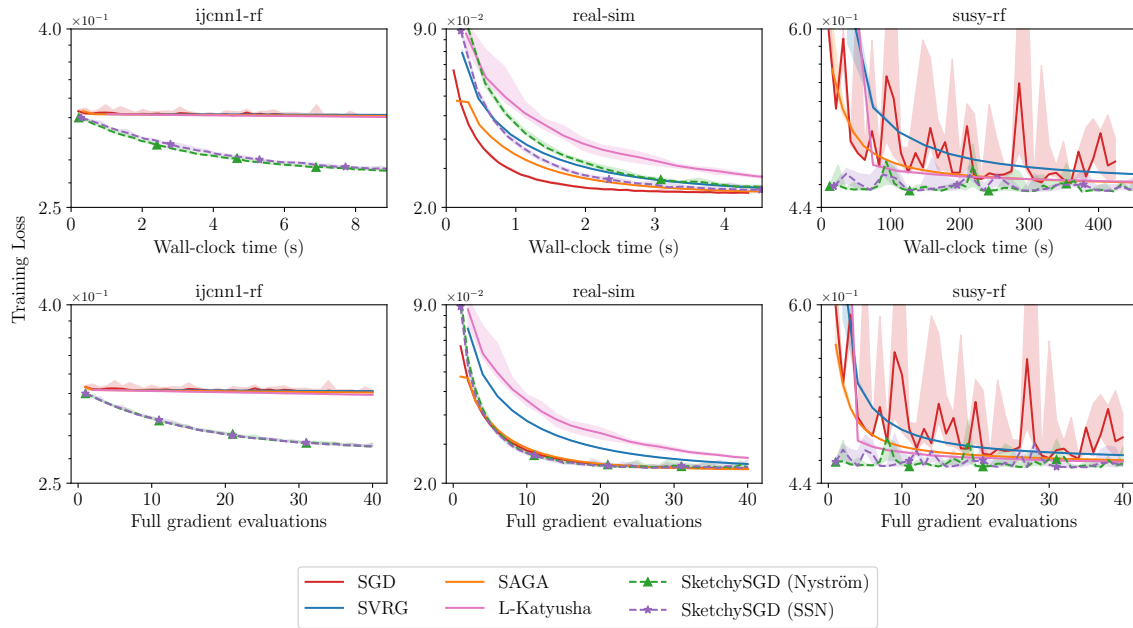 ijcnn1-rf
×10⁻¹
4.0
2.5
0 2 4 6 8
Wall-clock time (s)
real-sim
×10⁻²
9.0
2.0
0 1 2 3 4
Wall-clock time (s)
susy-rf
×10⁻¹
6.0
4.4
0 100 200 300 400
Wall-clock time (s)
Training Loss
ijcnn1-rf
×10⁻¹
4.0
2.5
0 10 20 30 40
Full gradient evaluations
real-sim
×10⁻²
9.0
2.0
0 10 20 30 40
Full gradient evaluations
susy-rf
×10⁻¹
6.0
4.4
0 10 20 30 40
Full gradient evaluations
SGD SAGA SketchySGD (Nyström)
SVRG L-Katyusha SketchySGD (SSN)